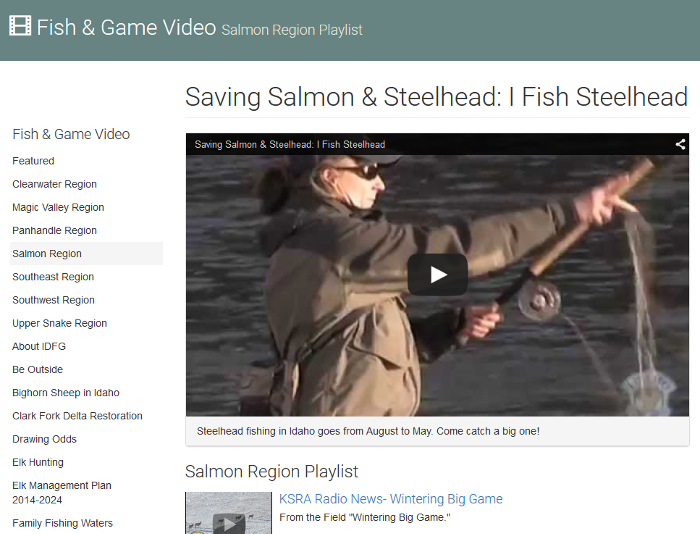 Fish & Game Video Salmon Region Playlist
Saving Salmon & Steelhead: I Fish Steelhead
Fish & Game Video
Featured
Clearwater Region
Magic Valley Region
Panhandle Region
Salmon Region
Southeast Region
Southwest Region
Upper Snake Region
About IDFG
Be Outside
Bighorn Sheep in Idaho
Clark Fork Delta Restoration
Drawing Odds
Elk Hunting
Elk Management Plan
2014-2024
Family Fishing Waters
Saving Salmon & Steelhead: I Fish Steelhead
Steelhead fishing in Idaho goes from August to May. Come catch a big one!
Salmon Region Playlist
KSRA Radio News- Wintering Big Game
From the Field "Wintering Big Game."